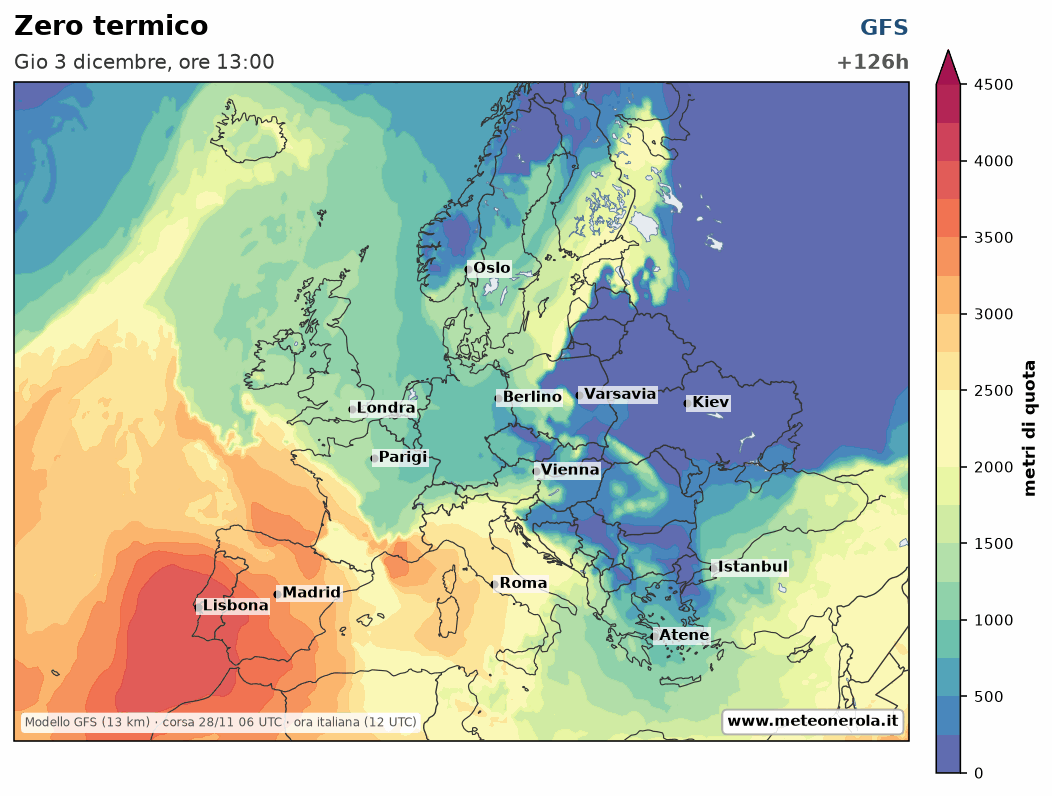 Zero termico
GFS
Gio 3 dicembre, ore 13:00
+126h
4500
4000
3500
3000
2500
2000
1500
1000
500
0
metri di quota
Oslo
Londra
Berlino
Varsavia
Kiev
Parigi
Vienna
Istanbul
Roma
Madrid
Lisbona
Atene
Modello GFS (13 km) · corsa 28/11 06 UTC · ora italiana (12 UTC)
www.meteonerola.it